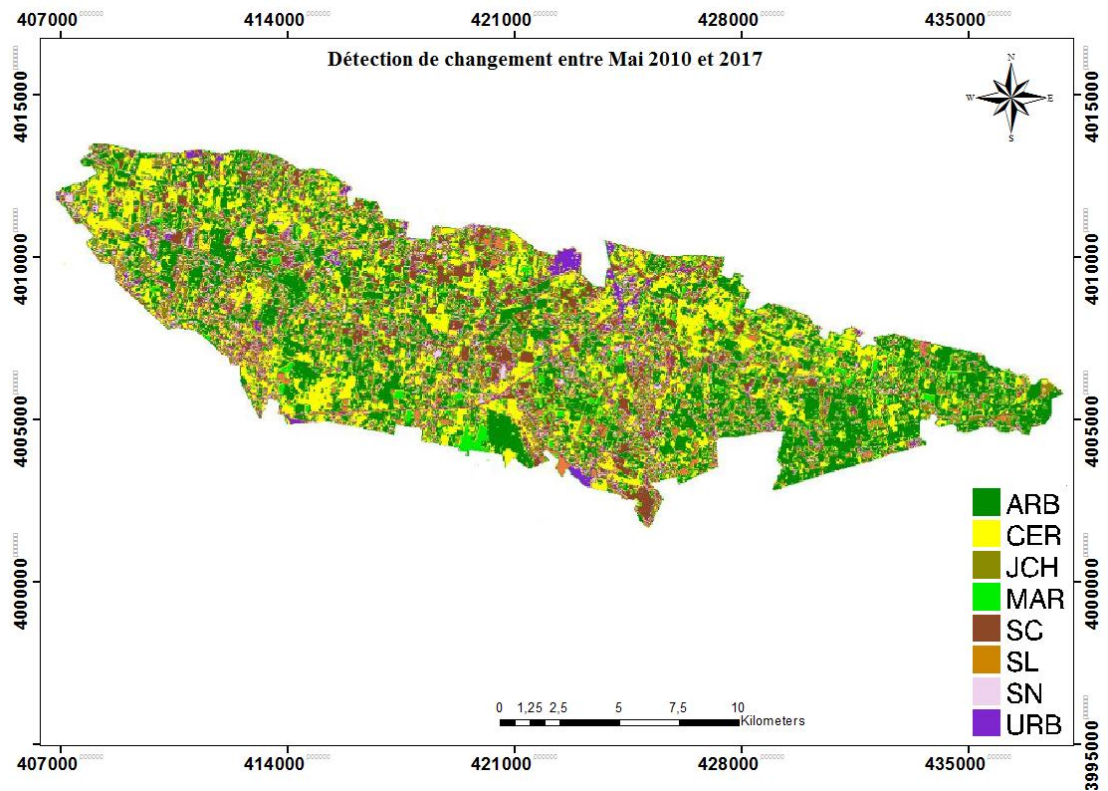 407000 414000 421000 428000 435000
Détection de changement entre Mai 2010 et 2017
N
W E
S
4015000 4015000
4010000 4010000
4005000 4005000
4000000 4000000
3995000
ARB
CER
JCH
MAR
SC
SL
SN
URB
0 1,25 2,5 5 7,5 10
Kilometers
407000 414000 421000 428000 435000